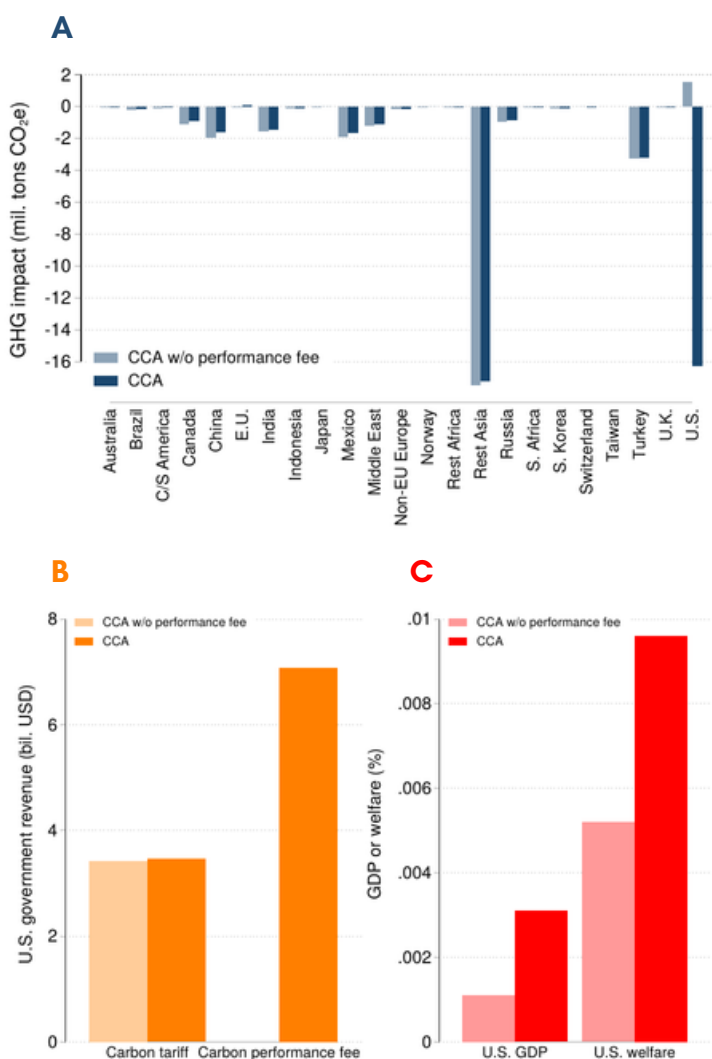 A
GHG impact (mil. tons CO₂e)
2
0
-2
-4
-6
-8
-10
-12
-14
-16
CCA w/o performance fee
CCA
Australia
Brazil
C/S America
Canada
China
E.U.
India
Indonesia
Japan
Mexico
Middle East
Non-EU Europe
Norway
Rest Africa
Rest Asia
Russia
S. Africa
S. Korea
Switzerland
Taiwan
Turkey
U.K.
U.S.
B
U.S. government revenue (bil. USD)
8
6
4
2
0
CCA w/o performance fee
CCA
Carbon tariff
Carbon performance fee
C
GDP or welfare (%)
.01
.008
.006
.004
.002
0
CCA w/o performance fee
CCA
U.S. GDP
U.S. welfare